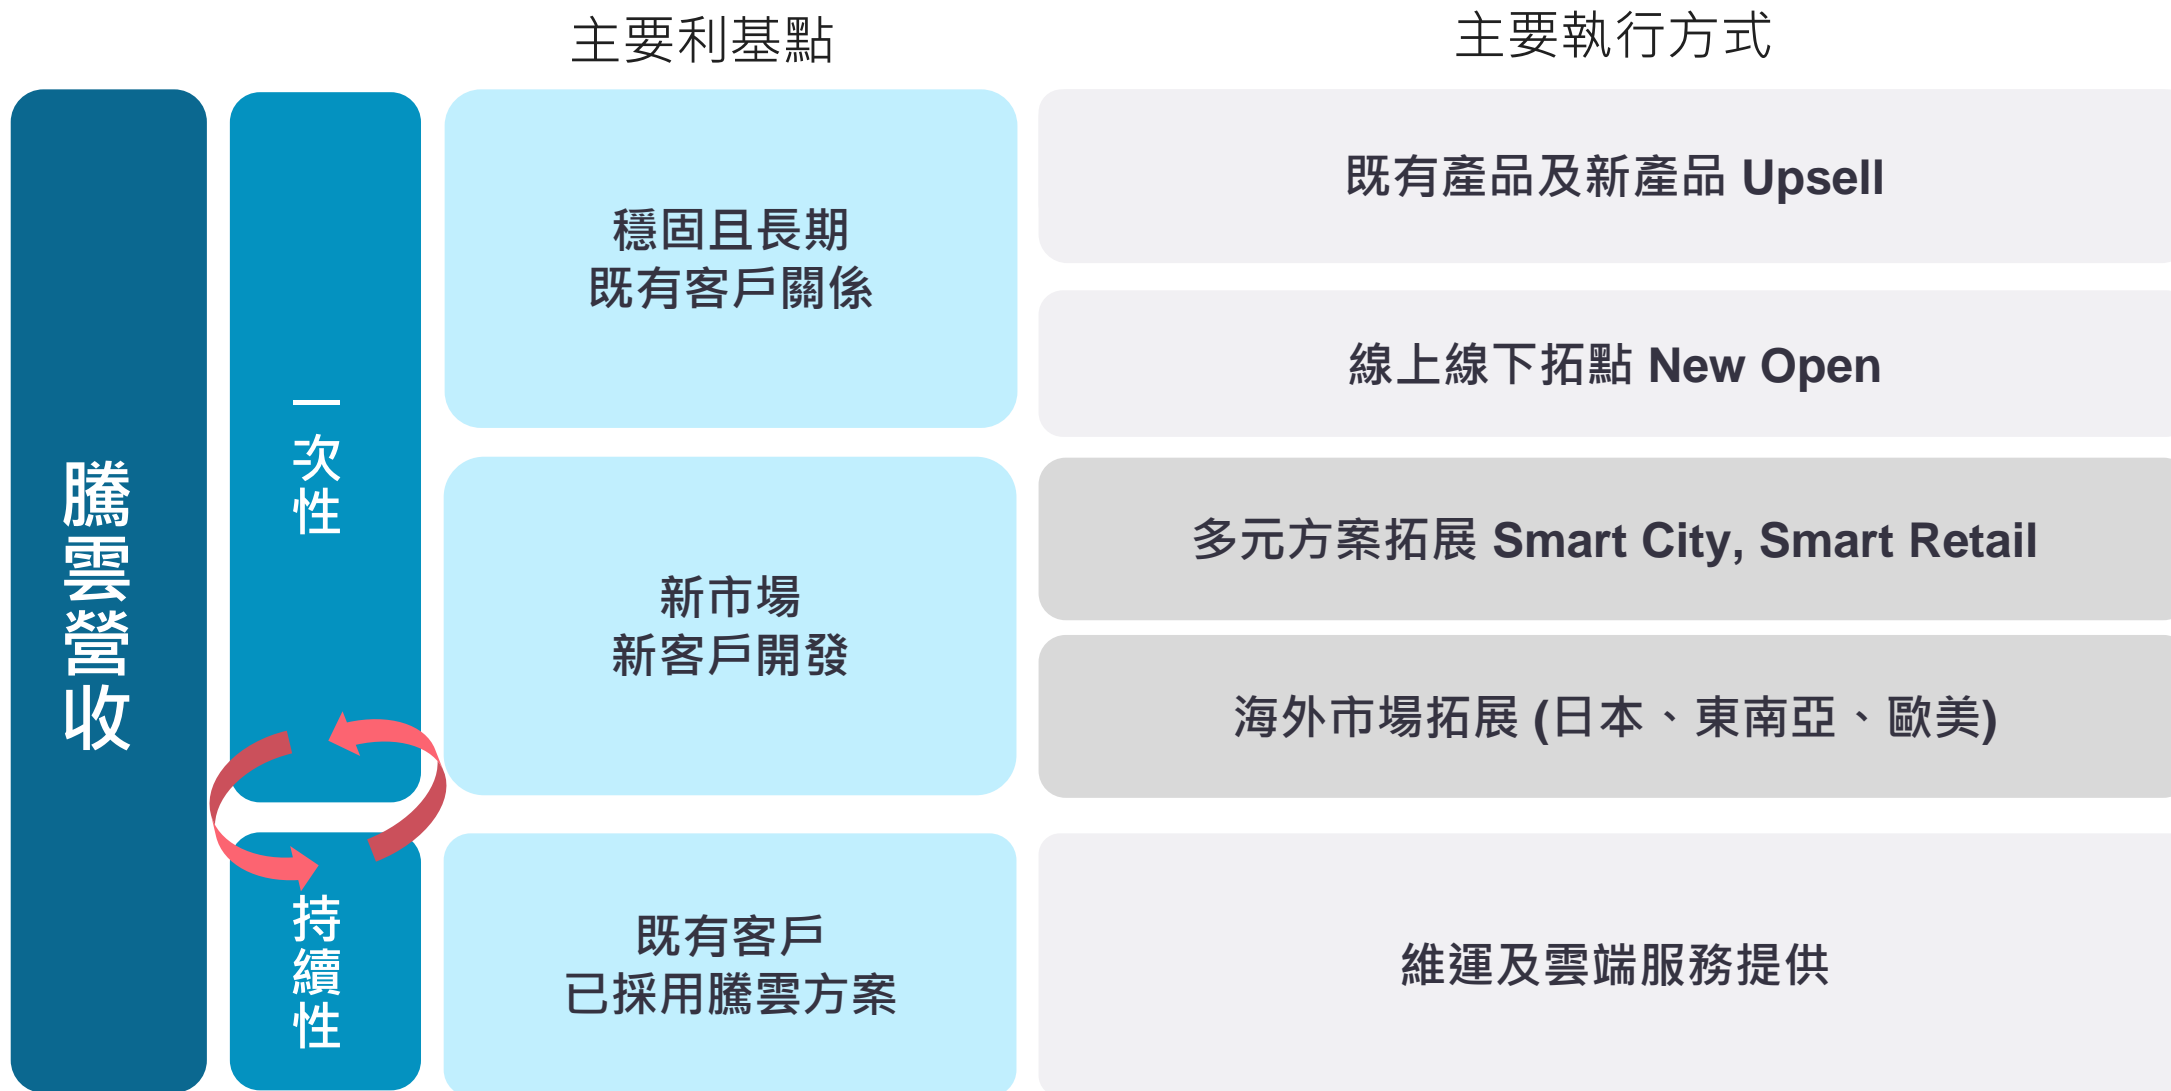 主要利基點
主要執行方式
騰雲營收
一次性
穩固且長期
既有客戶關係
既有產品及新產品 Upsell
線上線下拓點 New Open
新市場
新客戶開發
多元方案拓展 Smart City, Smart Retail
海外市場拓展 (日本、東南亞、歐美)
持續性
既有客戶
已採用騰雲方案
維運及雲端服務提供